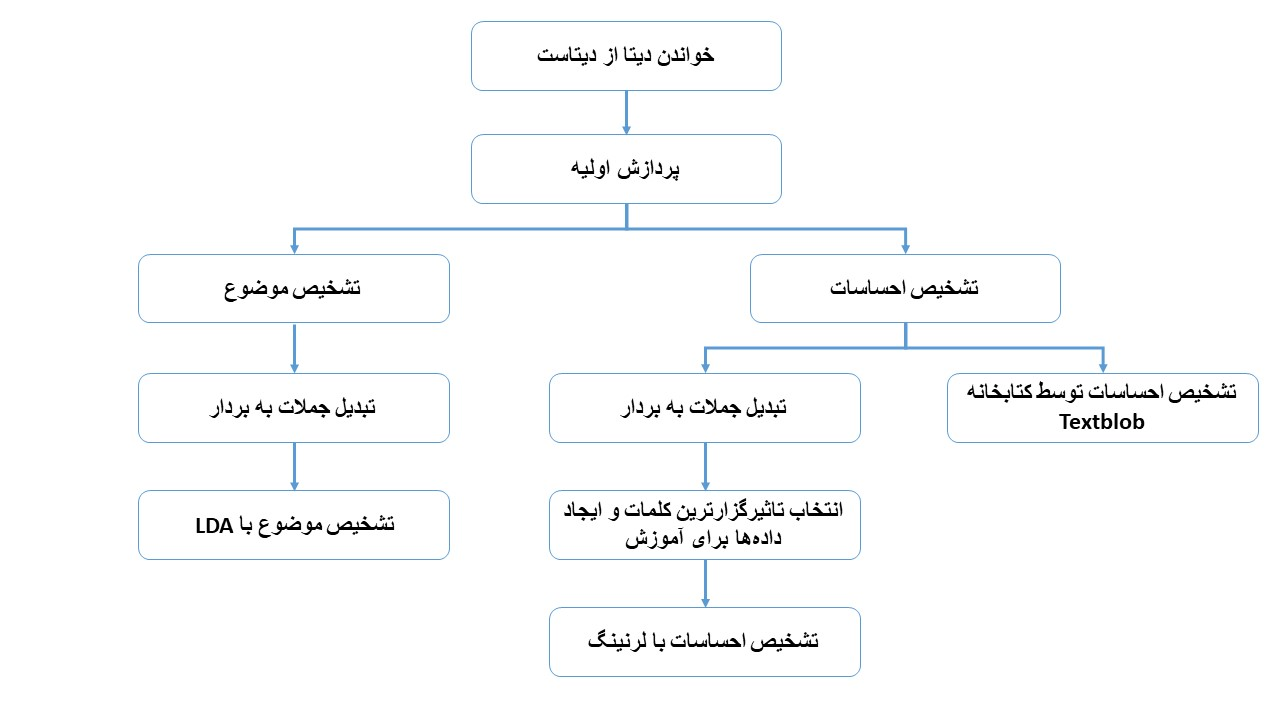 خواندن دیتا از دیتاست
پردازش اولیه
تشخیص احساسات
تشخیص موضوع
تشخیص احساسات توسط کتابخانه
Textblob
تبدیل جملات به بردار
تبدیل جملات به بردار
انتخاب تاثیرگزارترین کلمات و ایجاد
داده‌ها برای آموزش
تشخیص موضوع با LDA
تشخیص احساسات با لرنینگ